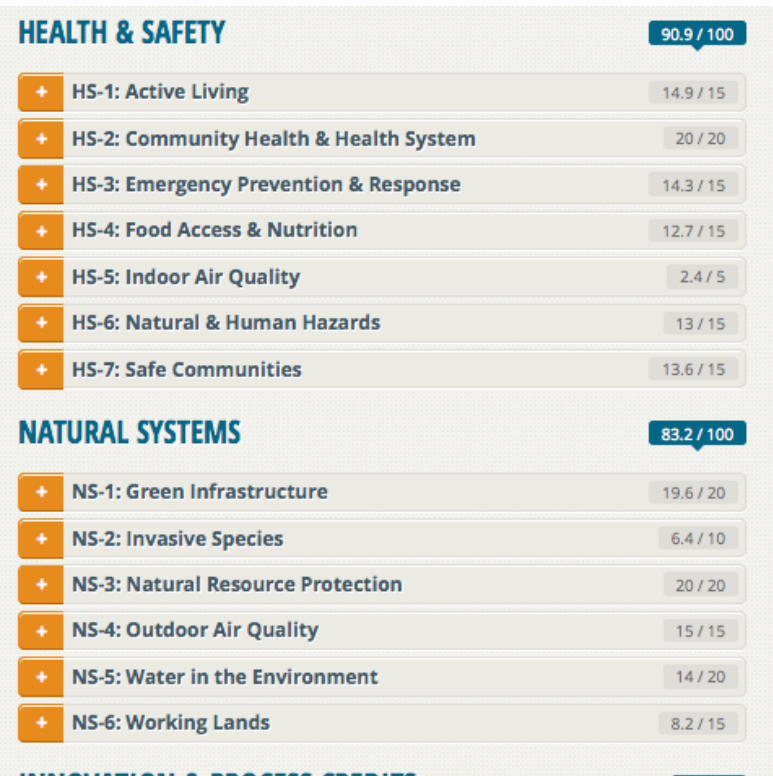 HEALTH & SAFETY 90.9 / 100
+ HS-1: Active Living 14.9 / 15
+ HS-2: Community Health & Health System 20 / 20
+ HS-3: Emergency Prevention & Response 14.3 / 15
+ HS-4: Food Access & Nutrition 12.7 / 15
+ HS-5: Indoor Air Quality 2.4 / 5
+ HS-6: Natural & Human Hazards 13 / 15
+ HS-7: Safe Communities 13.6 / 15
NATURAL SYSTEMS 83.2 / 100
+ NS-1: Green Infrastructure 19.6 / 20
+ NS-2: Invasive Species 6.4 / 10
+ NS-3: Natural Resource Protection 20 / 20
+ NS-4: Outdoor Air Quality 15 / 15
+ NS-5: Water in the Environment 14 / 20
+ NS-6: Working Lands 8.2 / 15
INNOVATION & PROCESS CREDITS